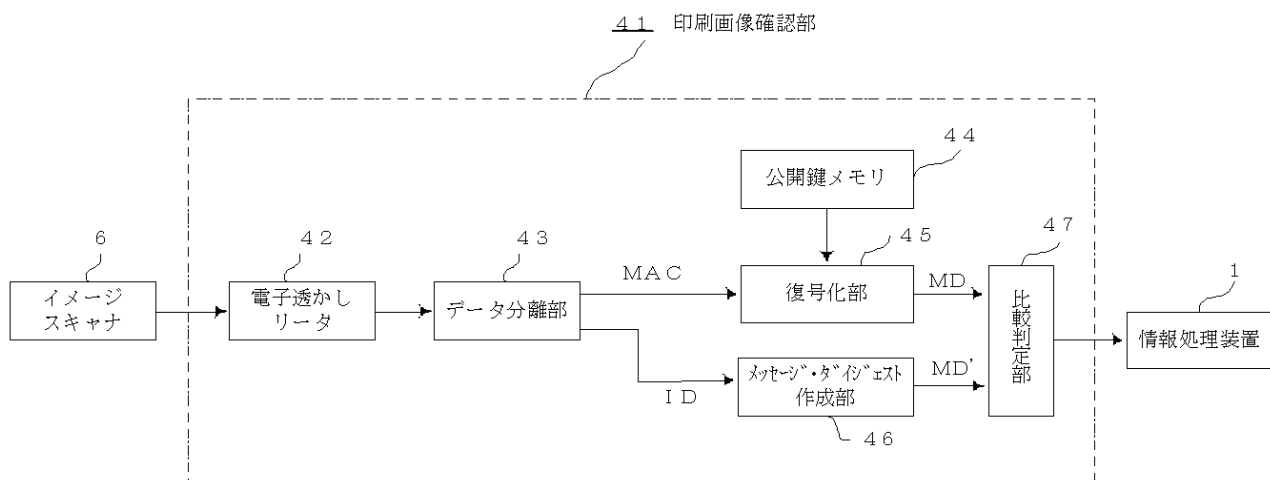 ４１ 印刷画像確認部
４４
公開鍵メモリ
６
４２
４３
４５
４７
１
イメージ
スキャナ
電子透かし
リータ
データ分離部
MAC
復号化部
MD
比較判定部
情報処理装置
ID
ﾒｯｾｰｼﾞ・ﾀﾞｲｼﾞｪｽﾄ
作成部
MD'
４６